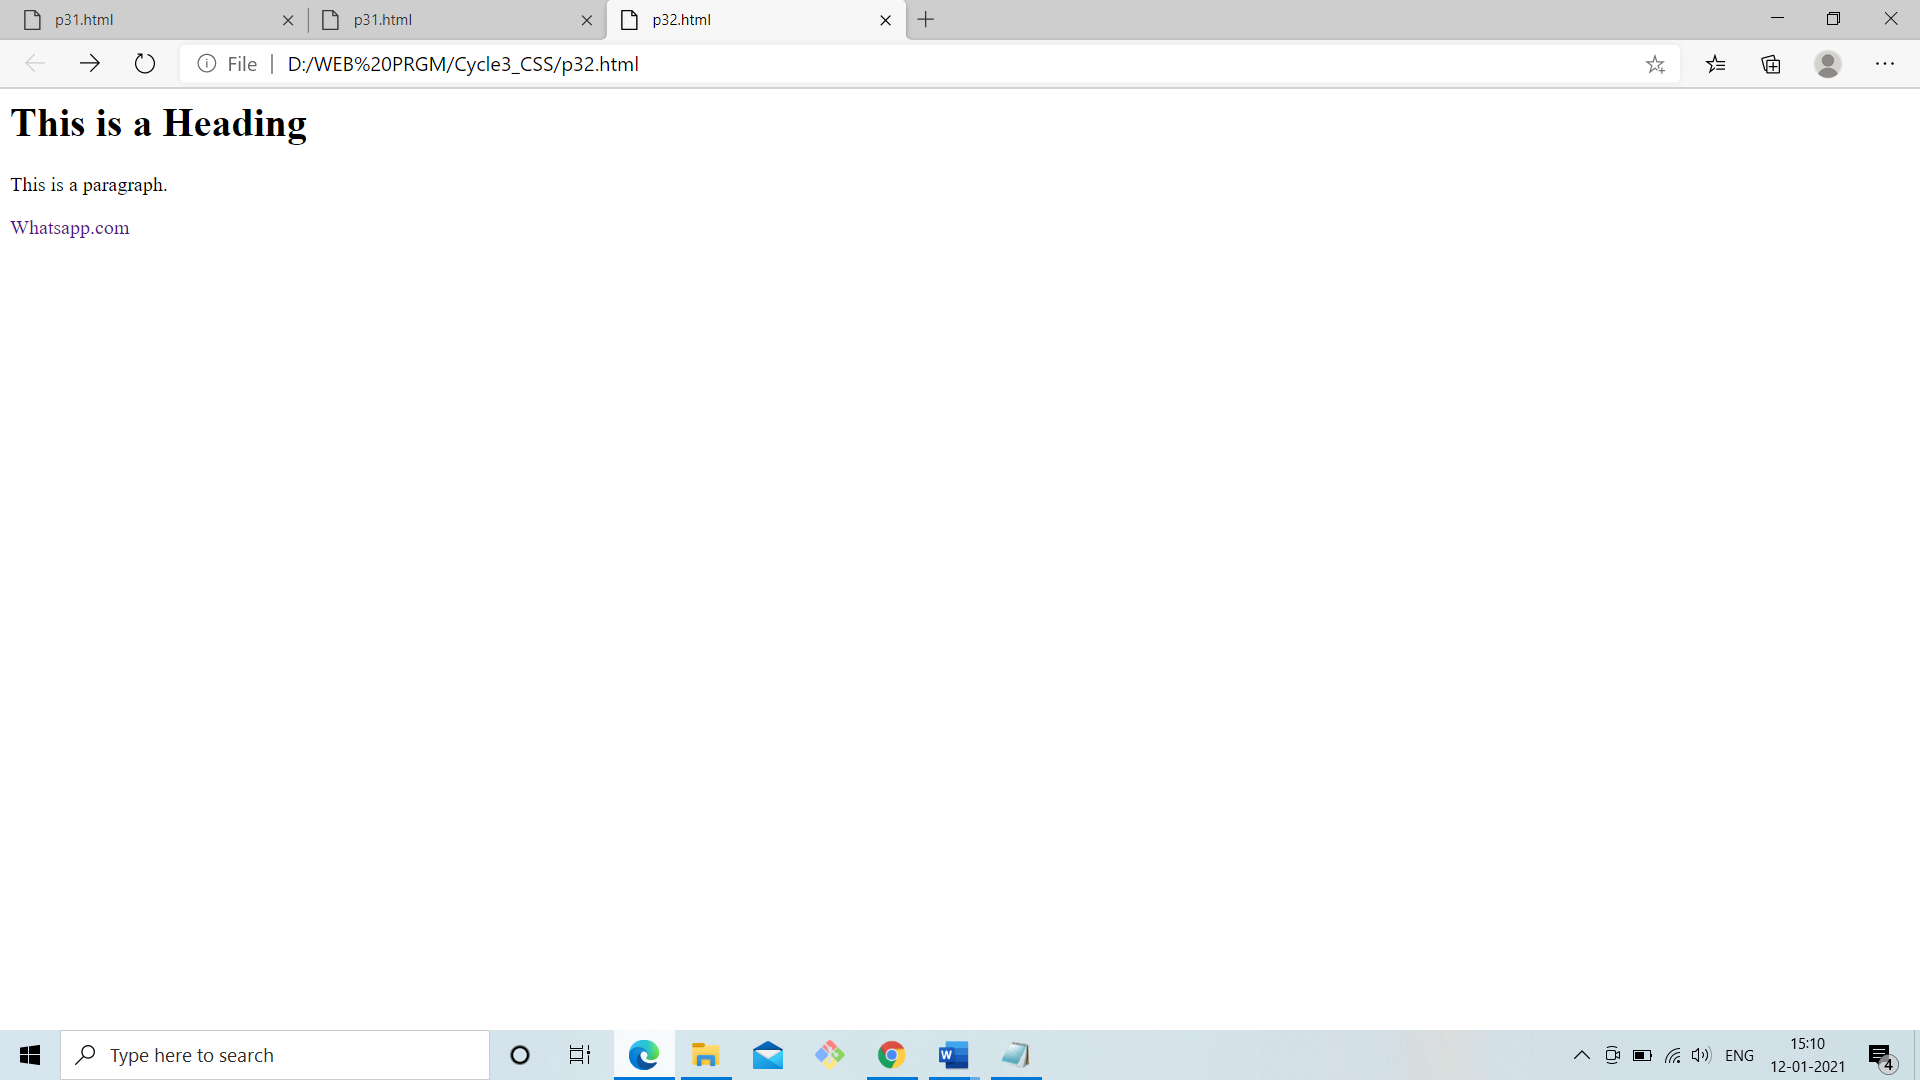 p31.html
p31.html
p32.html
File
D:/WEB%20PRGM/Cycle3_CSS/p32.html
This is a Heading
This is a paragraph.
Whatsapp.com
Type here to search
W
ENG
15:10
12-01-2021
4